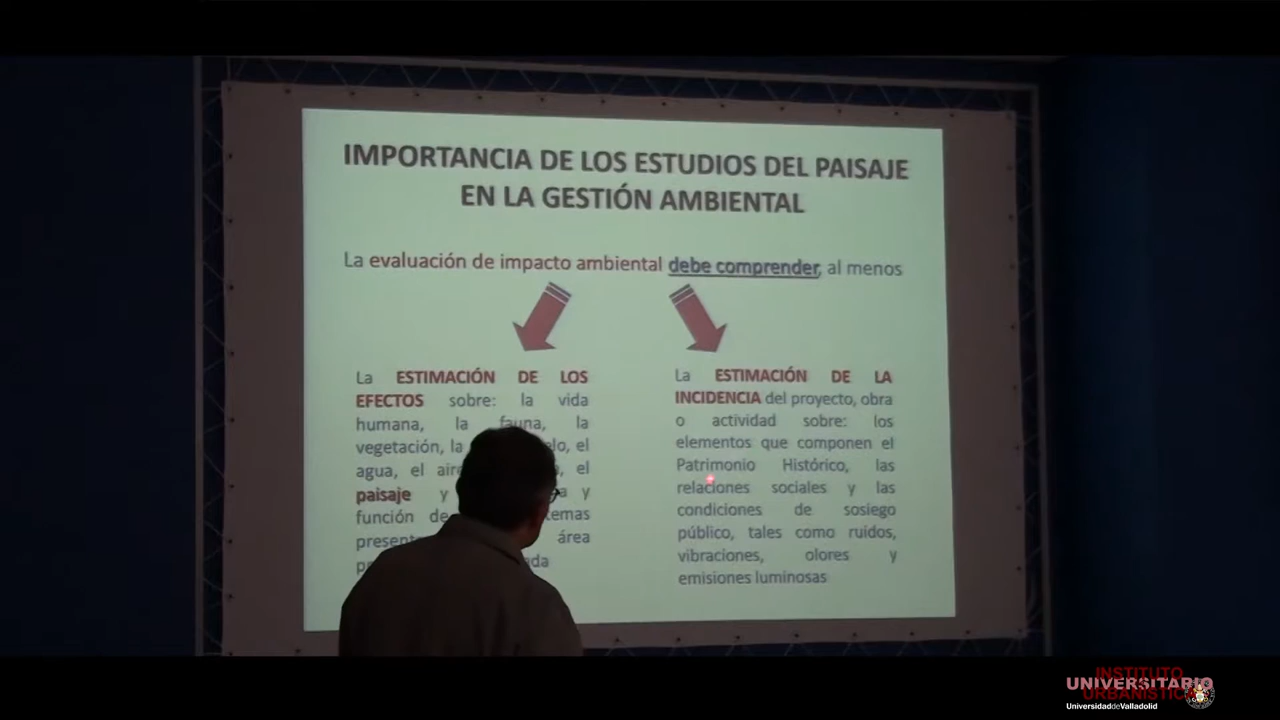 IMPORTANCIA DE LOS ESTUDIOS DEL PAISAJE
EN LA GESTIÓN AMBIENTAL
La evaluación de impacto ambiental debe comprender, al menos
La ESTIMACIÓN DE LOS
EFECTOS sobre: la vida
humana, la fauna, la
vegetación, la el
agua, el el
paisaje y y
función
área
La ESTIMACIÓN DE LA
INCIDENCIA del proyecto, obra
o actividad sobre: los
elementos que componen el
Patrimonio Histórico, las
relaciones sociales y las
condiciones de sosiego
público, tales como ruidos,
vibraciones, olores y
emisiones luminosas
INSTITUTO
UNIVERSITARIO
URBANÍSTICA
UniversidaddeValladolid